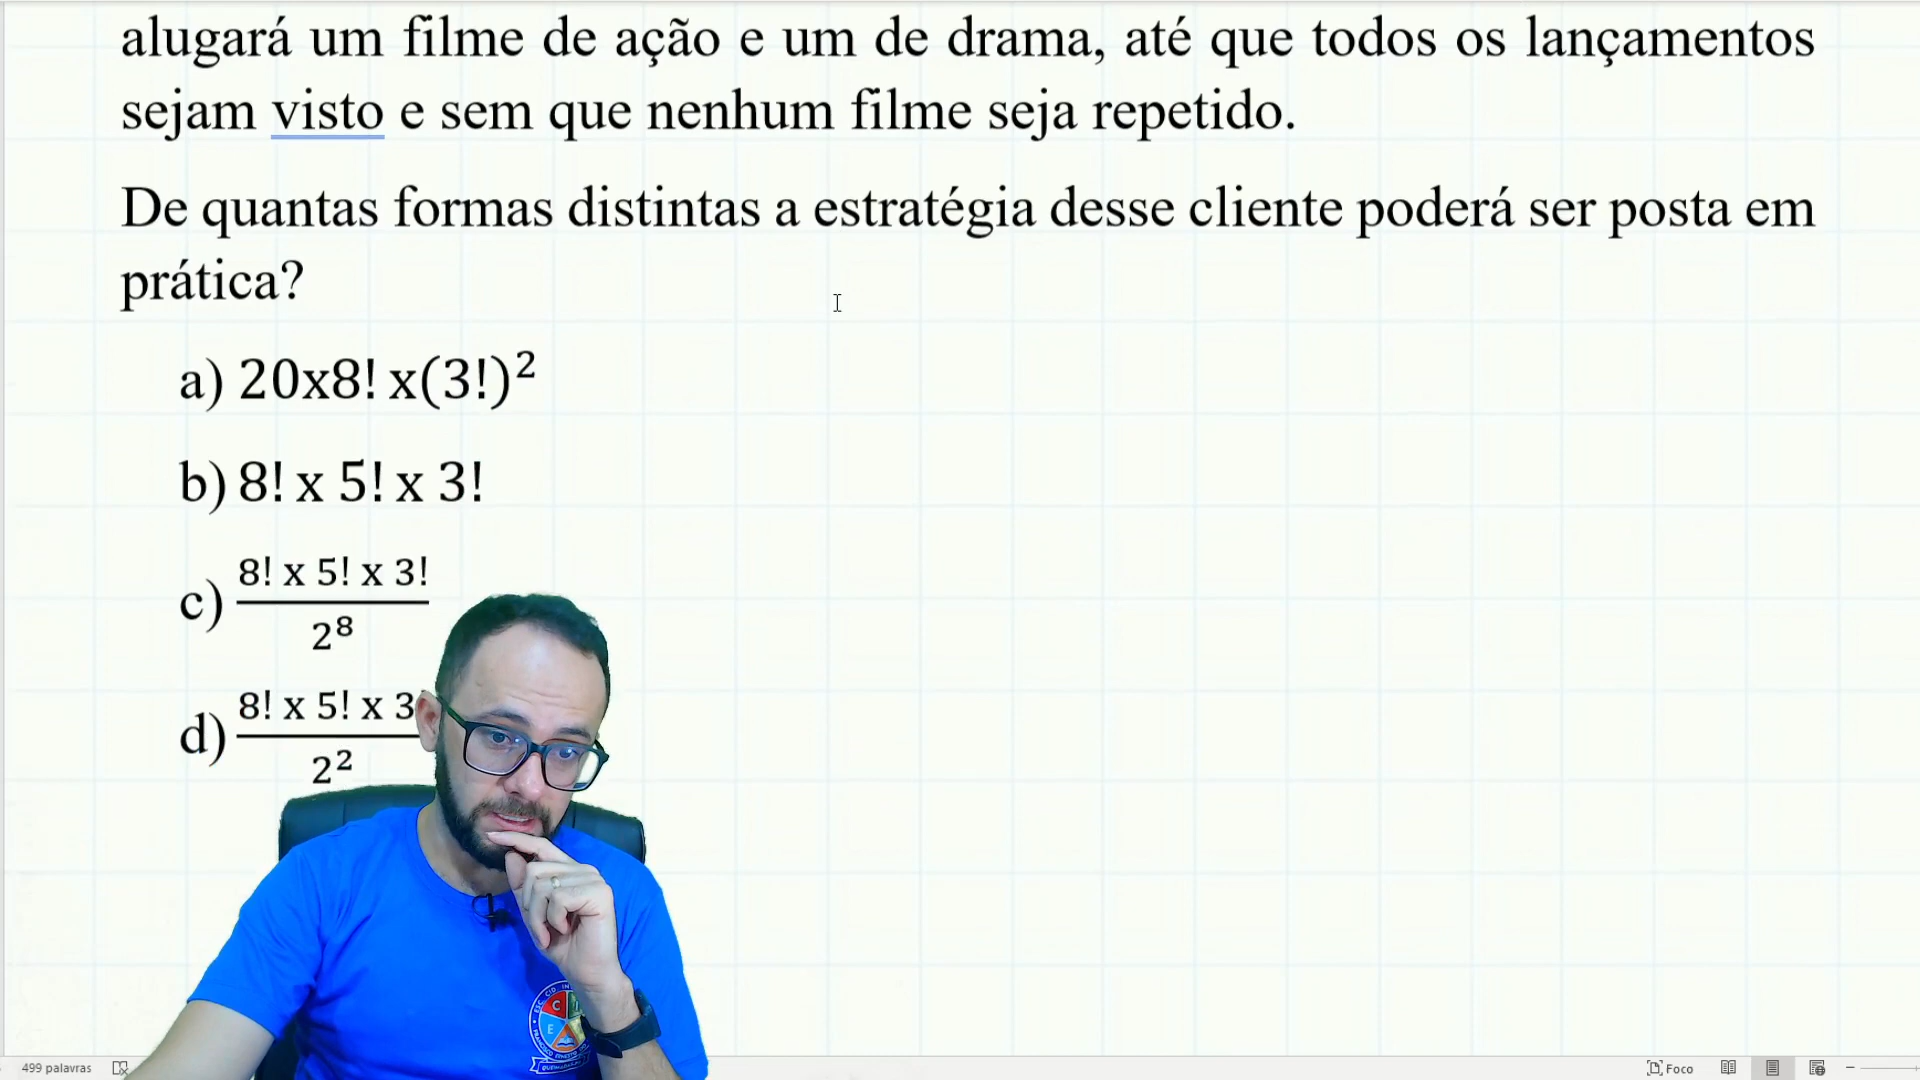 alugará um filme de ação e um de drama, até que todos os lançamentos
sejam visto e sem que nenhum filme seja repetido.
De quantas formas distintas a estratégia desse cliente poderá ser posta em
prática?
a) 20x8! x(3!)²
b) 8! x 5! x 3!
c) 8! x 5! x 3!
2⁸
d) 8! x 5! x 3
2²
499 palavras
Foco